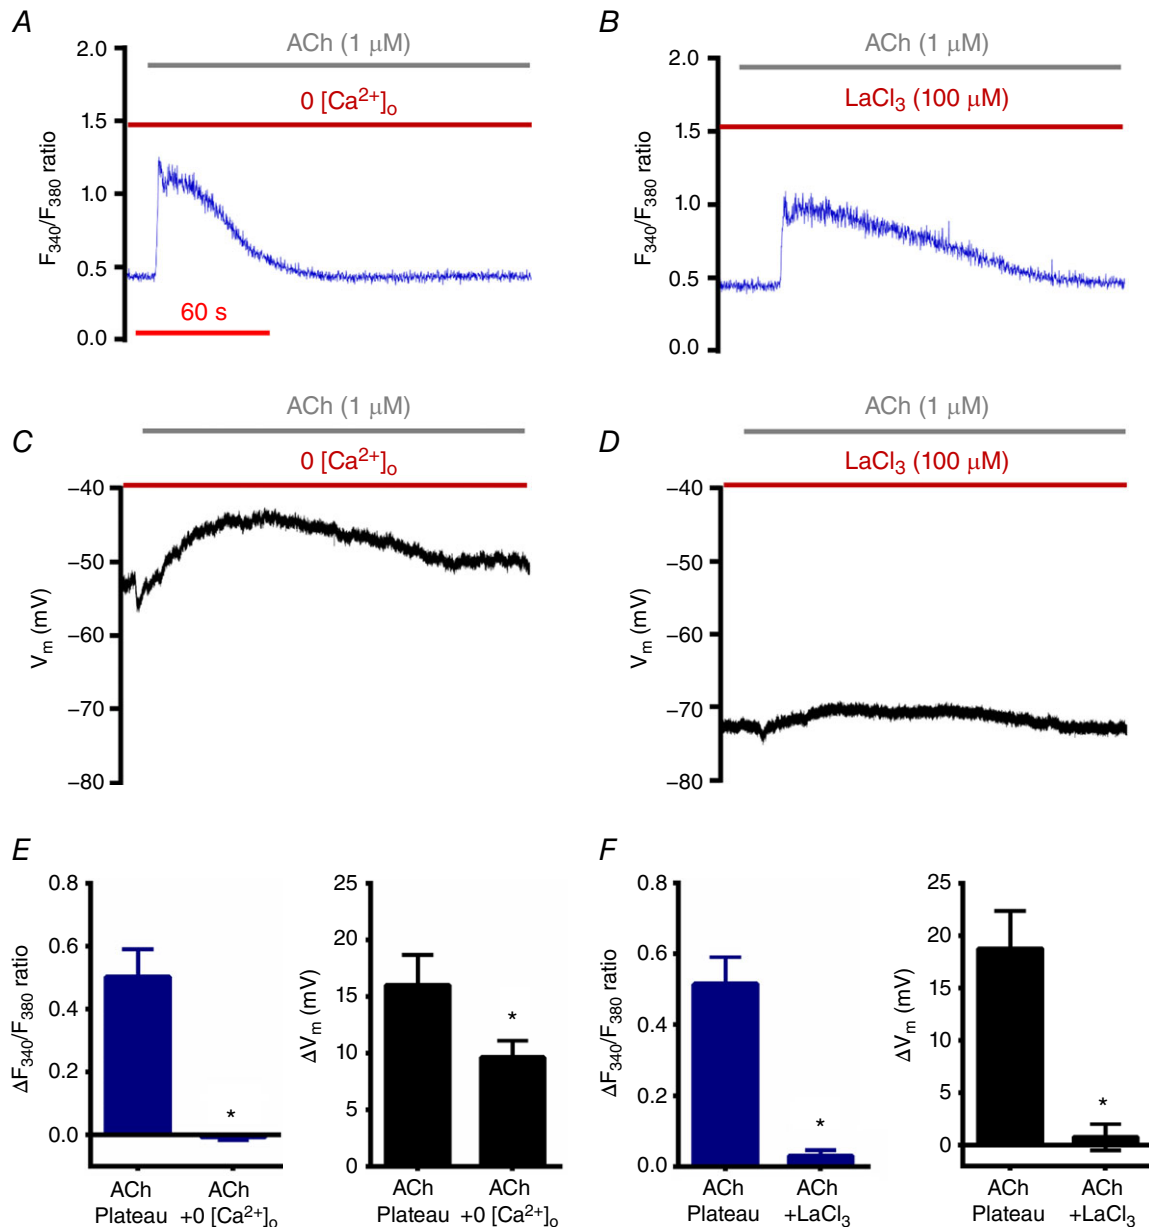 A
ACh (1 μM)
0 [Ca²⁺]ₒ
2.0
1.5
1.0
0.5
0.0
F₃₄₀/F₃₈₀ ratio
60 s
B
ACh (1 μM)
LaCl₃ (100 μM)
2.0
1.5
1.0
0.5
0.0
F₃₄₀/F₃₈₀ ratio
C
ACh (1 μM)
0 [Ca²⁺]ₒ
−40
−50
−60
−70
−80
Vₘ (mV)
D
ACh (1 μM)
LaCl₃ (100 μM)
−40
−50
−60
−70
−80
Vₘ (mV)
E
0.8
0.6
0.4
0.2
0.0
ΔF₃₄₀/F₃₈₀ ratio
*
ACh
Plateau
ACh
+0 [Ca²⁺]ₒ
25
20
15
10
5
0
ΔVₘ (mV)
*
ACh
Plateau
ACh
+0 [Ca²⁺]ₒ
F
0.8
0.6
0.4
0.2
0.0
ΔF₃₄₀/F₃₈₀ ratio
*
ACh
Plateau
ACh
+LaCl₃
25
20
15
10
5
0
ΔVₘ (mV)
*
ACh
Plateau
ACh
+LaCl₃